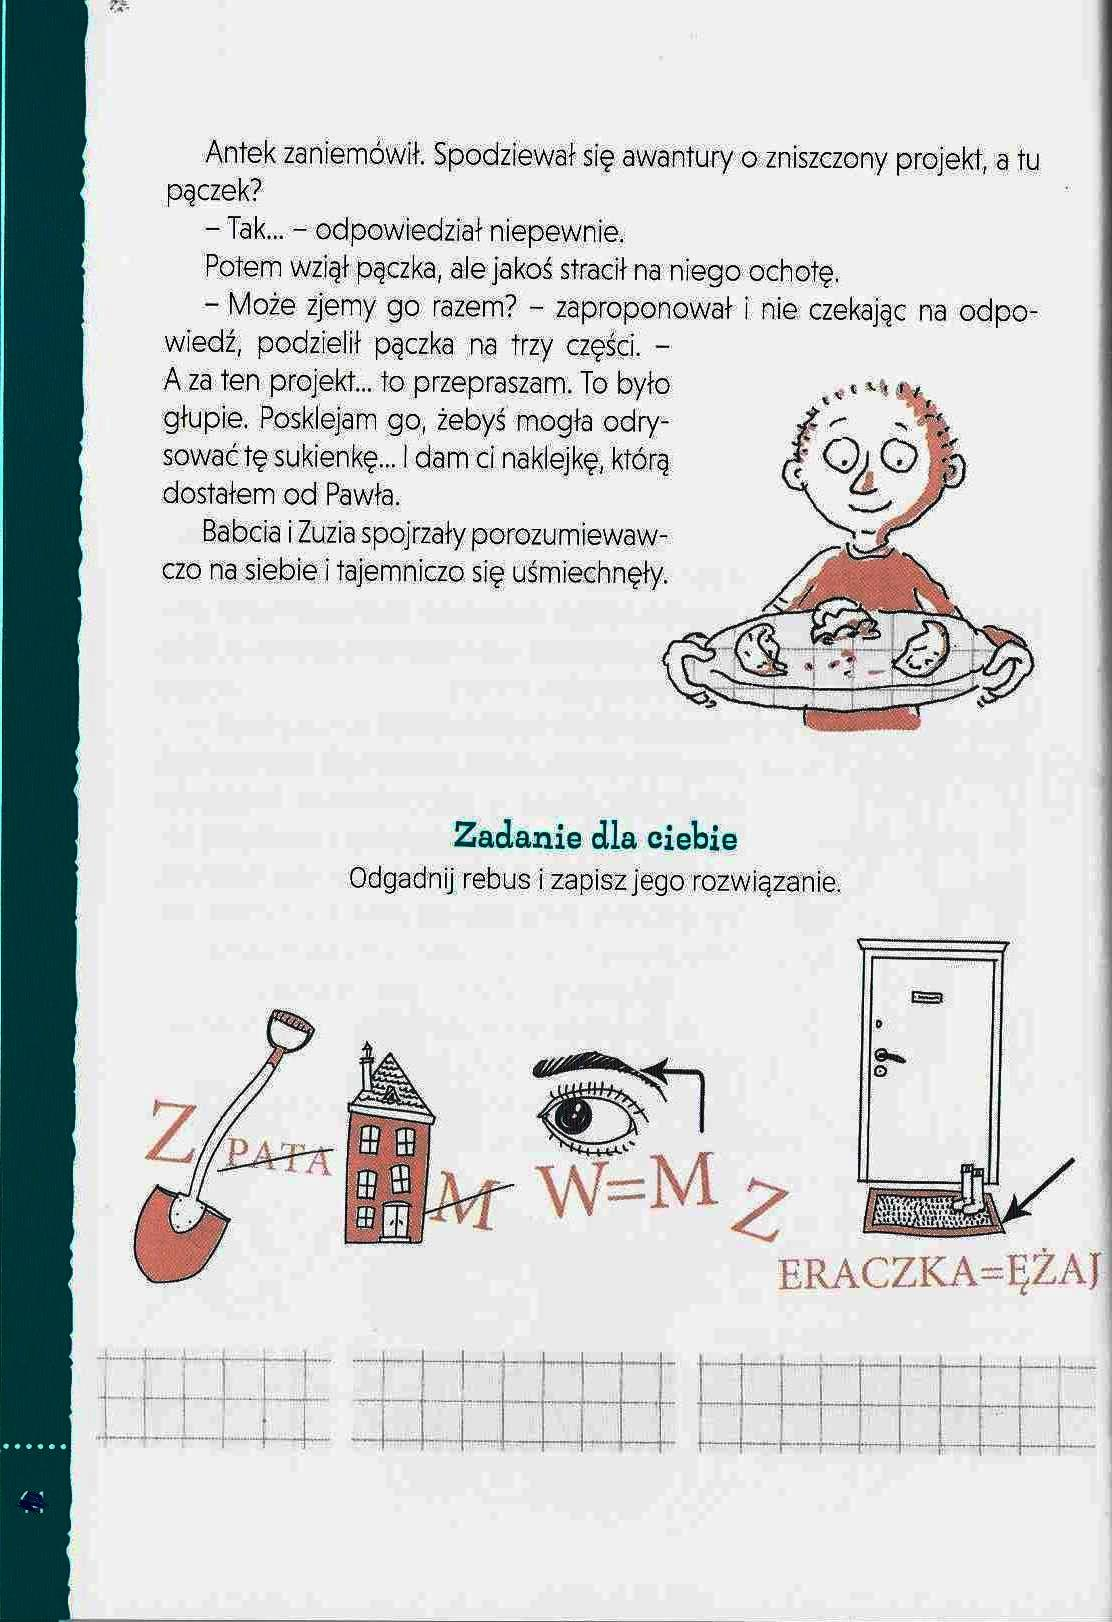 Antek zaniemówił. Spodziewał się awantury o zniszczony projekt, a tu
pączek?
– Tak... – odpowiedział niepewnie.
Potem wziął pączka, ale jakoś stracił na niego ochotę.
– Może zjemy go razem? – zaproponował i nie czekając na odpo-
wiedź, podzielił pączka na trzy części. –
A za ten projekt... to przepraszam. To było
głupie. Posklejam go, żebyś mogła odry-
sować tę sukienkę... I dam ci naklejkę, którą
dostałem od Pawła.
Babcia i Zuzia spojrzały porozumiewaw-
czo na siebie i tajemniczo się uśmiechnęły.
Zadanie dla ciebie
Odgadnij rebus i zapisz jego rozwiązanie.
Z PATA M W=M Z
ERACZKA=ĘŻAJ